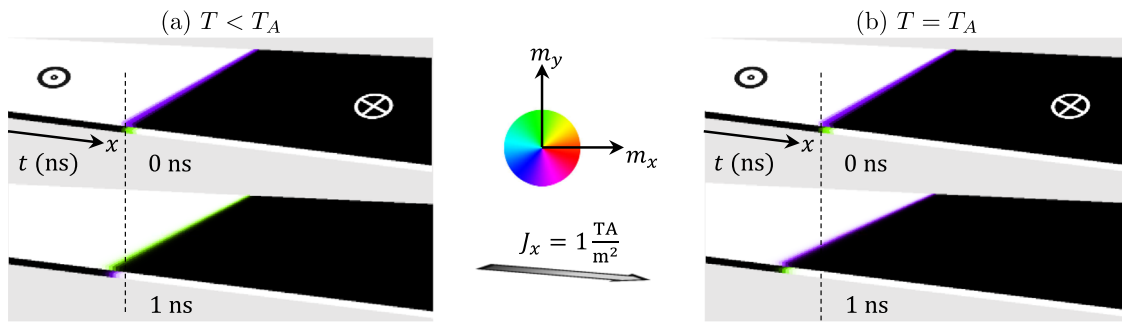 (a) T < T_A
x
t (ns)
0 ns
1 ns
m_y
m_x
J_x = 1 TA/m²
(b) T = T_A
x
t (ns)
0 ns
1 ns